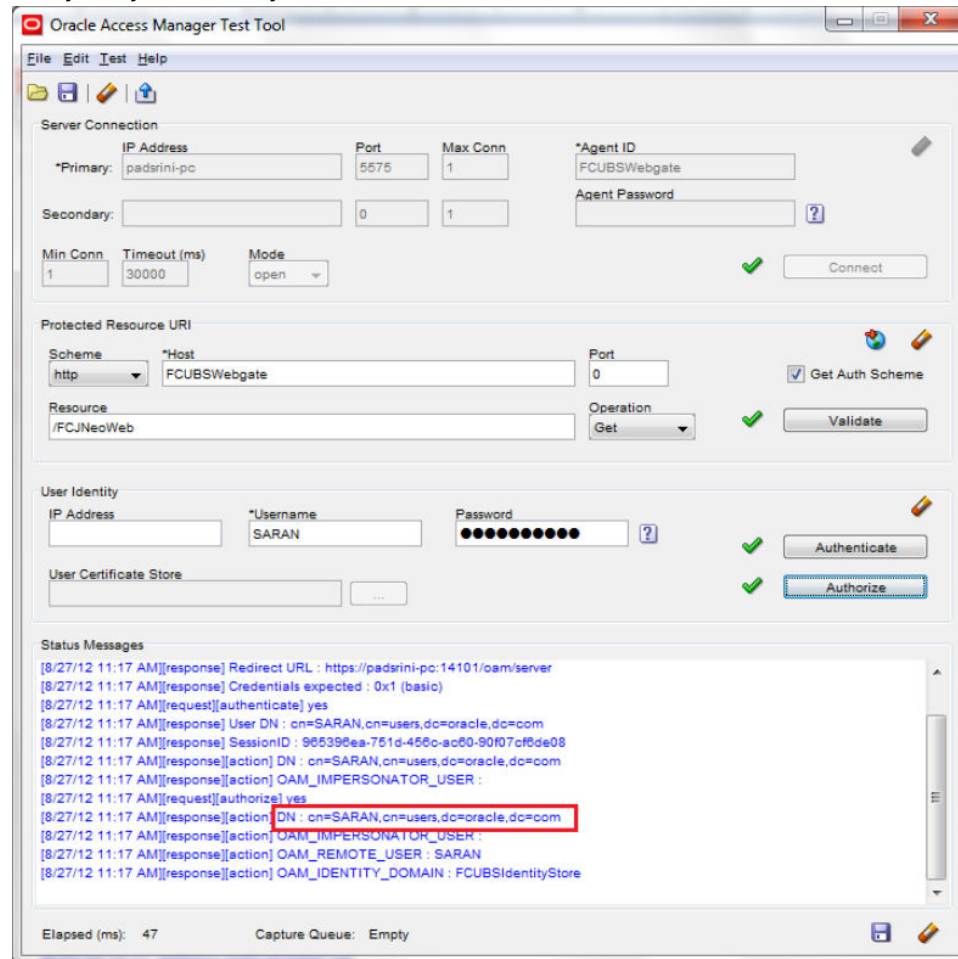 Oracle Access Manager Test Tool
File Edit Test Help
Server Connection
IP Address Port Max Conn *Agent ID
*Primary: padsrini-pc 5575 1 FCUBSWebgate
Agent Password
Secondary: 0 1
Min Conn Timeout (ms) Mode
1 30000 open Connect
Protected Resource URI
Scheme *Host Port
http FCUBSWebgate 0 Get Auth Scheme
Resource Operation
/FCJNeoWeb Get Validate
User Identity
IP Address *Username Password
SARAN ●●●●●●●●●●
Authenticate
User Certificate Store
... Authorize
Status Messages
[8/27/12 11:17 AM][response] Redirect URL : https://padsrini-pc:14101/oam/server
[8/27/12 11:17 AM][response] Credentials expected : 0x1 (basic)
[8/27/12 11:17 AM][request][authenticate] yes
[8/27/12 11:17 AM][response] User DN : cn=SARAN,cn=users,dc=oracle,dc=com
[8/27/12 11:17 AM][response] SessionID : 965396ea-751d-456c-ac60-90f07cf6de08
[8/27/12 11:17 AM][response][action] DN : cn=SARAN,cn=users,dc=oracle,dc=com
[8/27/12 11:17 AM][response][action] OAM_IMPERSONATOR_USER :
[8/27/12 11:17 AM][request][authorize] yes
[8/27/12 11:17 AM][response][action] DN : cn=SARAN,cn=users,dc=oracle,dc=com
[8/27/12 11:17 AM][response][action] OAM_IMPERSONATOR_USER :
[8/27/12 11:17 AM][response][action] OAM_REMOTE_USER : SARAN
[8/27/12 11:17 AM][response][action] OAM_IDENTITY_DOMAIN : FCUBSIdentityStore
Elapsed (ms): 47 Capture Queue: Empty